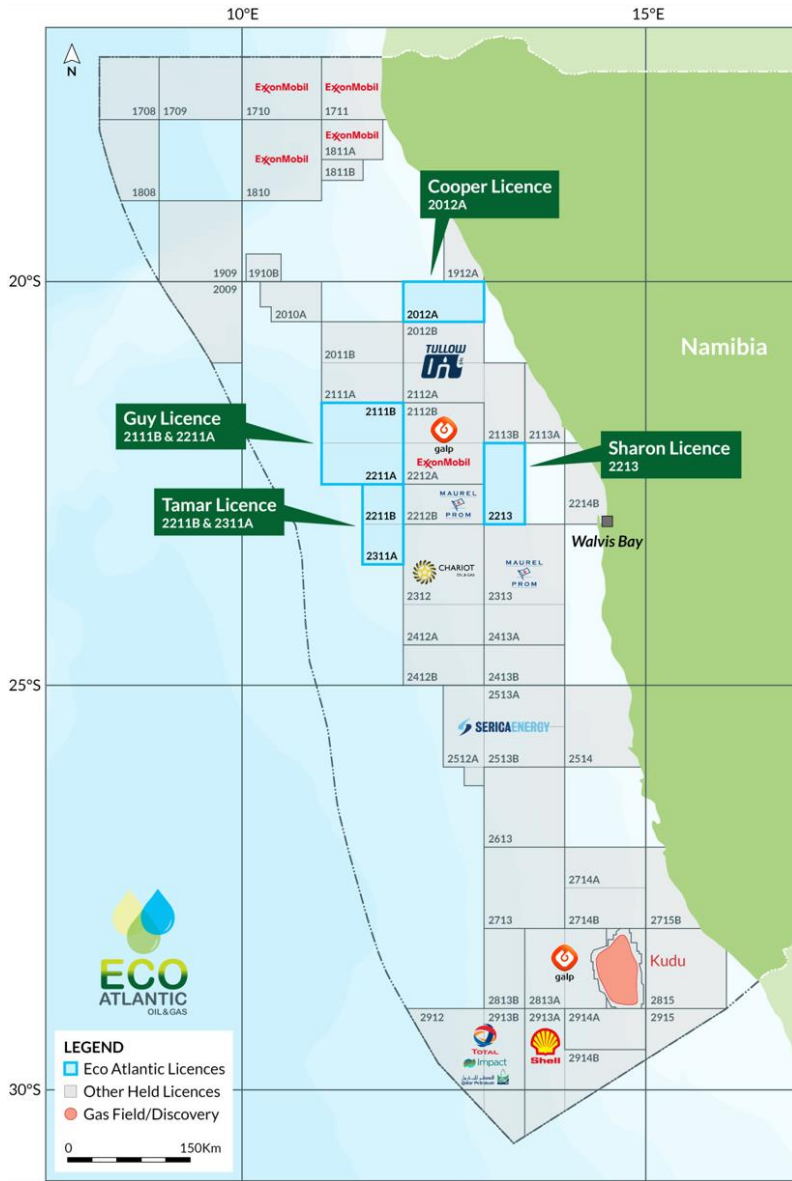 10°E
15°E
N
ExxonMobil
ExxonMobil
1708
1709
1710
1711
ExxonMobil
1811A
ExxonMobil
1811B
1808
1810
Cooper Licence
2012A
1909
1910B
1912A
20°S
2009
2010A
2012A
2012B
TULLOW
OIL
Namibia
2011B
2111A
2112A
Guy Licence
2111B & 2211A
2111B
2112B
galp
2113B
2113A
Sharon Licence
2213
ExxonMobil
2211A
2212A
Tamar Licence
2211B & 2311A
2211B
2212B
MAUREL
PROM
2213
2214B
Walvis Bay
2311A
CHARIOT
OIL & GAS
MAUREL
PROM
2312
2313
2412A
2413A
2412B
2413B
25°S
2513A
SERICA ENERGY
2512A
2513B
2514
2613
2714A
2713
2714B
2715B
galp
Kudu
2813B
2813A
2815
2912
2913B
2913A
2914A
2915
TOTAL
Shell
Impact
2914B
Qatar Petroleum
30°S
ECO
ATLANTIC
OIL & GAS
LEGEND
Eco Atlantic Licences
Other Held Licences
Gas Field/Discovery
0
150Km